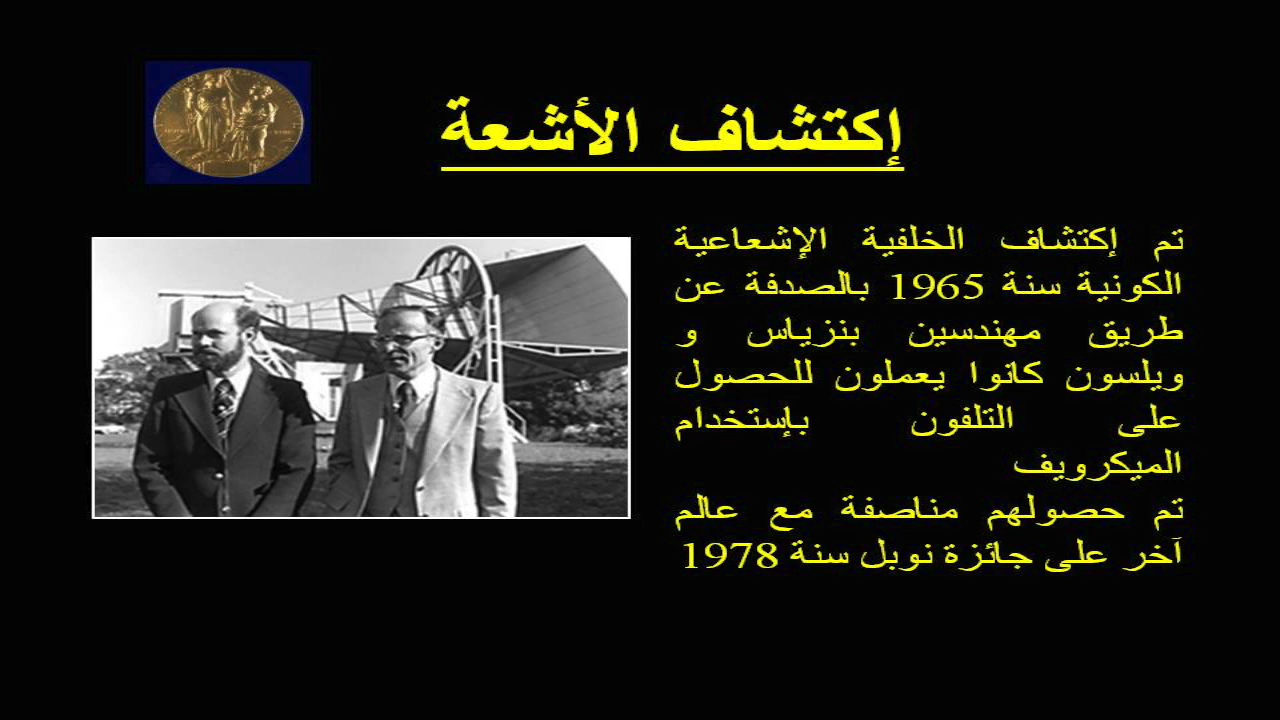 إكتشاف الأشعة
تم إكتشاف الخلفية الإشعاعية
الكونية سنة 1965 بالصدفة عن
طريق مهندسين بنزياس و
ويلسون كانوا يعملون للحصول
على التلفون بإستخدام
الميكرويف
تم حصولهم مناصفة مع عالم
آخر على جائزة نوبل سنة 1978